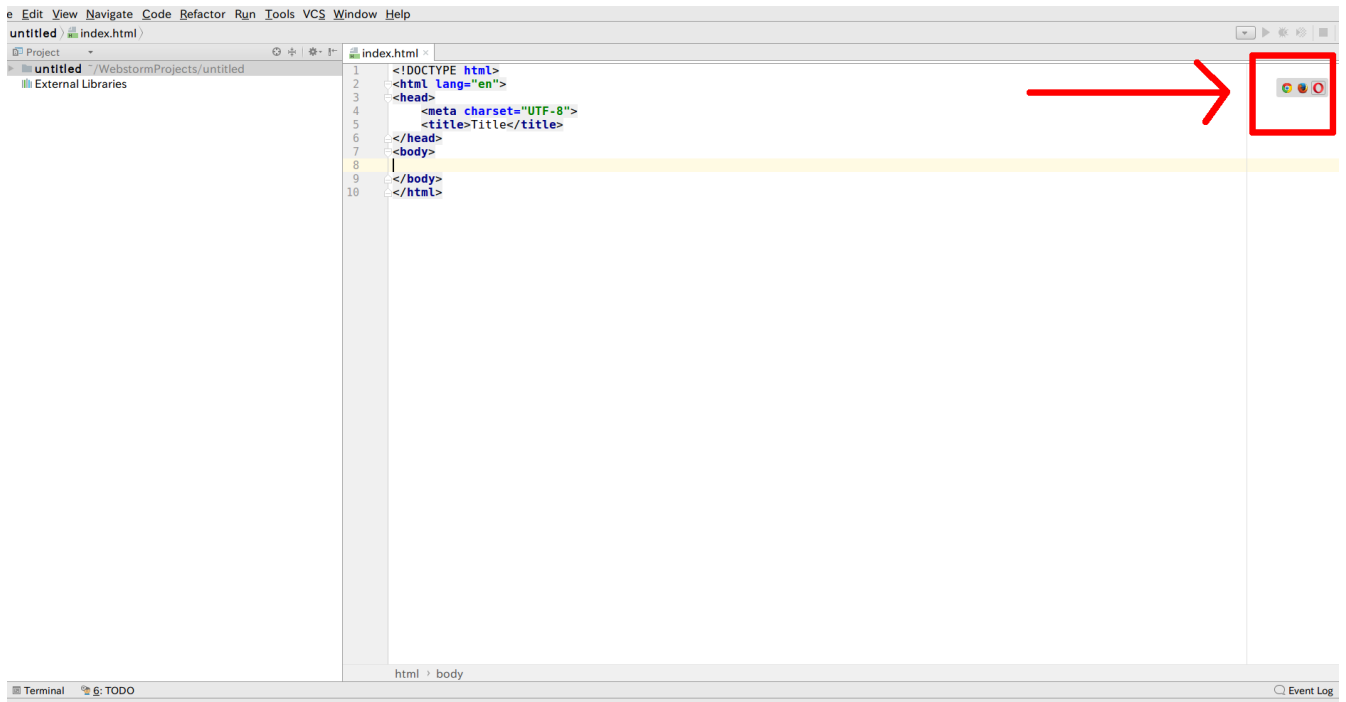 e Edit View Navigate Code Refactor Run Tools VCS Window Help
untitled index.html
Project
index.html
untitled ~/WebstormProjects/untitled
External Libraries
1 <!DOCTYPE html>
2 <html lang="en">
3 <head>
4     <meta charset="UTF-8">
5     <title>Title</title>
6 </head>
7 <body>
8
9 </body>
10 </html>
html › body
Terminal 6: TODO Event Log